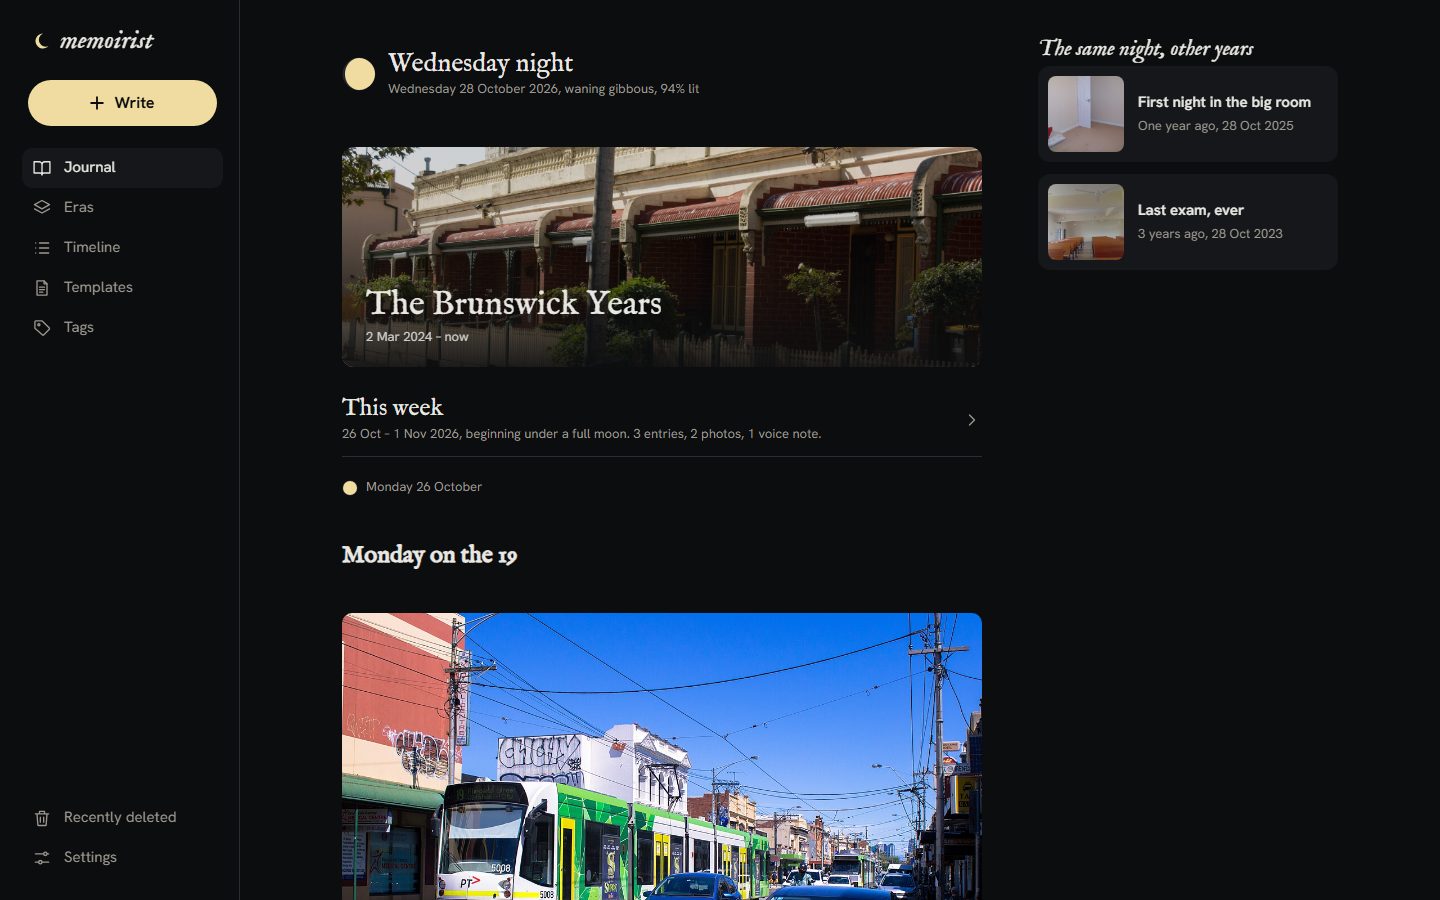 memoirist
Write
Journal
Eras
Timeline
Templates
Tags
Recently deleted
Settings
Wednesday night
Wednesday 28 October 2026, waning gibbous, 94% lit
The Brunswick Years
2 Mar 2024 – now
This week
26 Oct – 1 Nov 2026, beginning under a full moon. 3 entries, 2 photos, 1 voice note.
Monday 26 October
Monday on the 19
5008
PT>
5008
The same night, other years
First night in the big room
One year ago, 28 Oct 2025
Last exam, ever
3 years ago, 28 Oct 2023